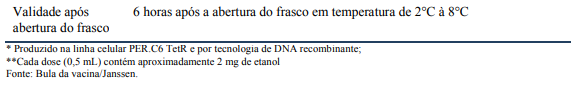 Validade após 6 horas após a abertura do frasco em temperatura de 2°C à 8°C
abertura do frasco
* Produzido na linha celular PER.C6 TetR e por tecnologia de DNA recombinante;
**Cada dose (0,5 mL) contém aproximadamente 2 mg de etanol
Fonte: Bula da vacina/Janssen.